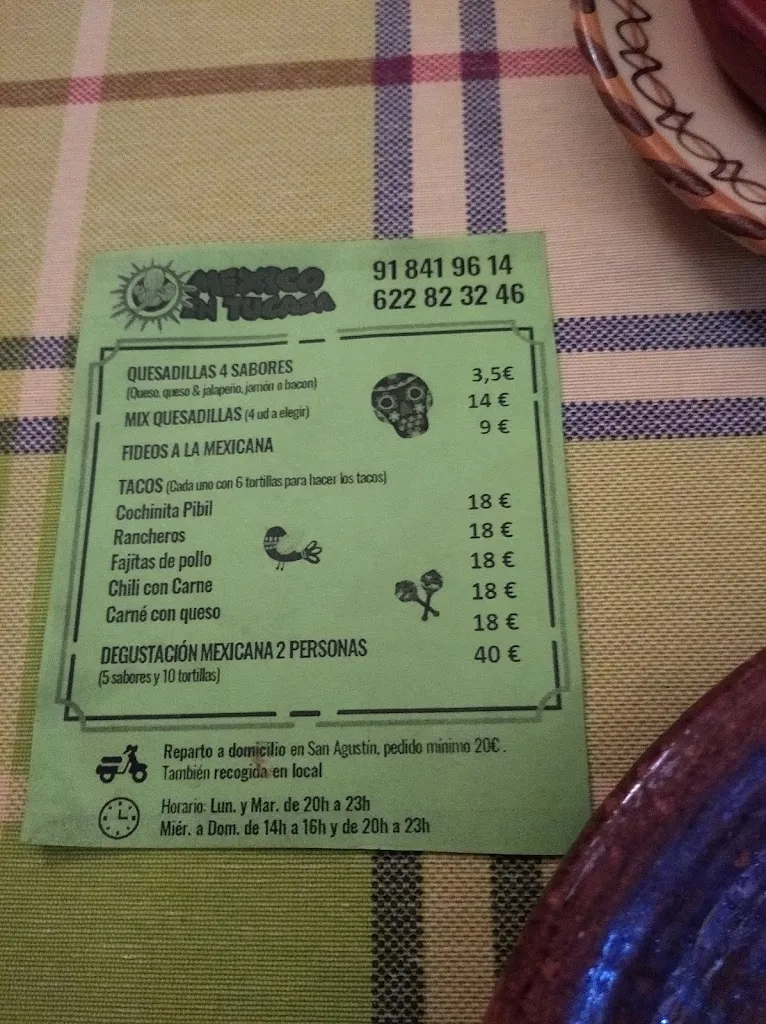 MEXICO
EN TU CASA
91 841 96 14
622 82 32 46
QUESADILLAS 4 SABORES 3,5€
(Queso, queso & jalapeño, jamón o bacon)
MIX QUESADILLAS (4 ud a elegir) 14 €
FIDEOS A LA MEXICANA 9 €
TACOS (Cada uno con 6 tortillas para hacer los tacos)
Cochinita Pibil 18 €
Rancheros 18 €
Fajitas de pollo 18 €
Chili con Carne 18 €
Carné con queso 18 €
DEGUSTACIÓN MEXICANA 2 PERSONAS 40 €
(5 sabores y 10 tortillas)
Reparto a domicilio en San Agustín, pedido mínimo 20€.
También recogida en local
Horario: Lun. y Mar. de 20h a 23h
Miér. a Dom. de 14h a 16h y de 20h a 23h